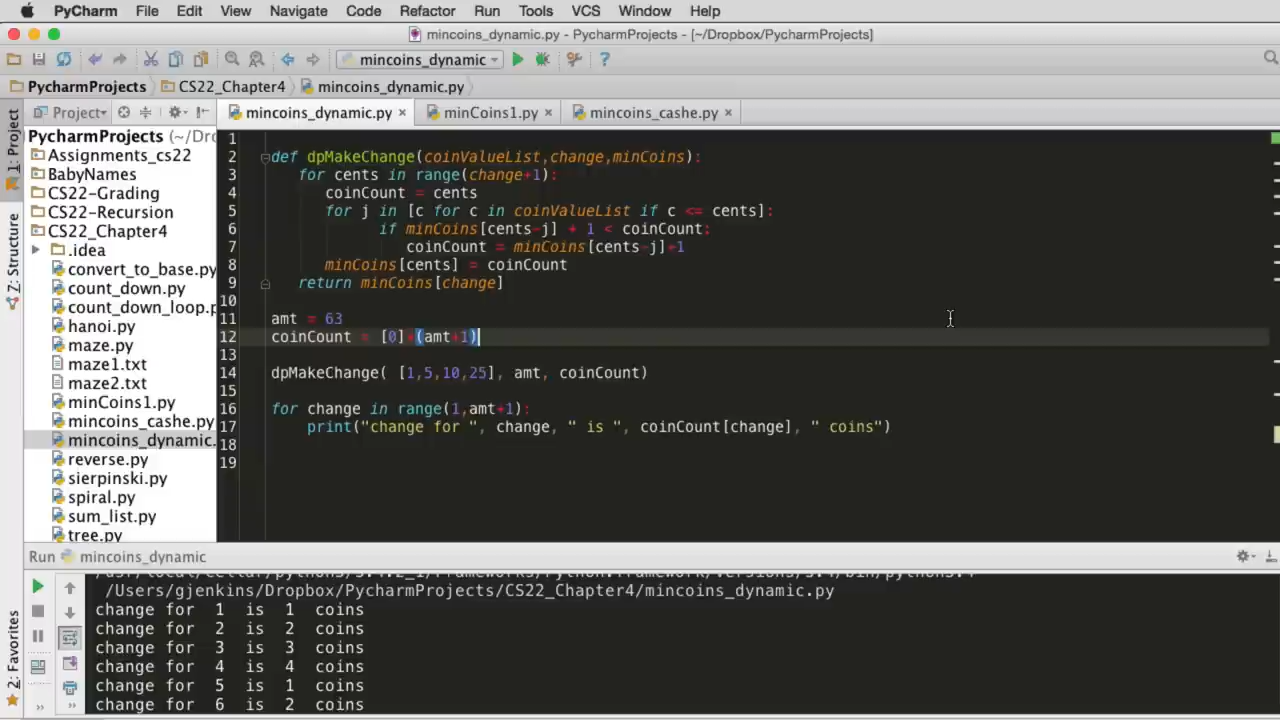 PyCharm File Edit View Navigate Code Refactor Run Tools VCS Window Help
mincoins_dynamic.py - PycharmProjects - [~/Dropbox/PycharmProjects]
mincoins_dynamic
PycharmProjects CS22_Chapter4 mincoins_dynamic.py
Project mincoins_dynamic.py minCoins1.py mincoins_cashe.py
1: Project
Z: Structure
2: Favorites
PycharmProjects (~/Dro
Assignments_cs22
BabyNames
CS22-Grading
CS22-Recursion
CS22_Chapter4
.idea
convert_to_base.py
count_down.py
count_down_loop.p
hanoi.py
maze.py
maze1.txt
maze2.txt
minCoins1.py
mincoins_cashe.py
mincoins_dynamic.
reverse.py
sierpinski.py
spiral.py
sum_list.py
tree.py
1
2 def dpMakeChange(coinValueList,change,minCoins):
3 for cents in range(change+1):
4 coinCount = cents
5 for j in [c for c in coinValueList if c <= cents]:
6 if minCoins[cents-j] + 1 < coinCount:
7 coinCount = minCoins[cents-j]+1
8 minCoins[cents] = coinCount
9 return minCoins[change]
10
11 amt = 63
12 coinCount = [0]*(amt+1)
13
14 dpMakeChange( [1,5,10,25], amt, coinCount)
15
16 for change in range(1,amt+1):
17 print("change for ", change, " is ", coinCount[change], " coins")
18
19
Run mincoins_dynamic
/Users/gjenkins/Dropbox/PycharmProjects/CS22_Chapter4/mincoins_dynamic.py
change for 1 is 1 coins
change for 2 is 2 coins
change for 3 is 3 coins
change for 4 is 4 coins
change for 5 is 1 coins
change for 6 is 2 coins